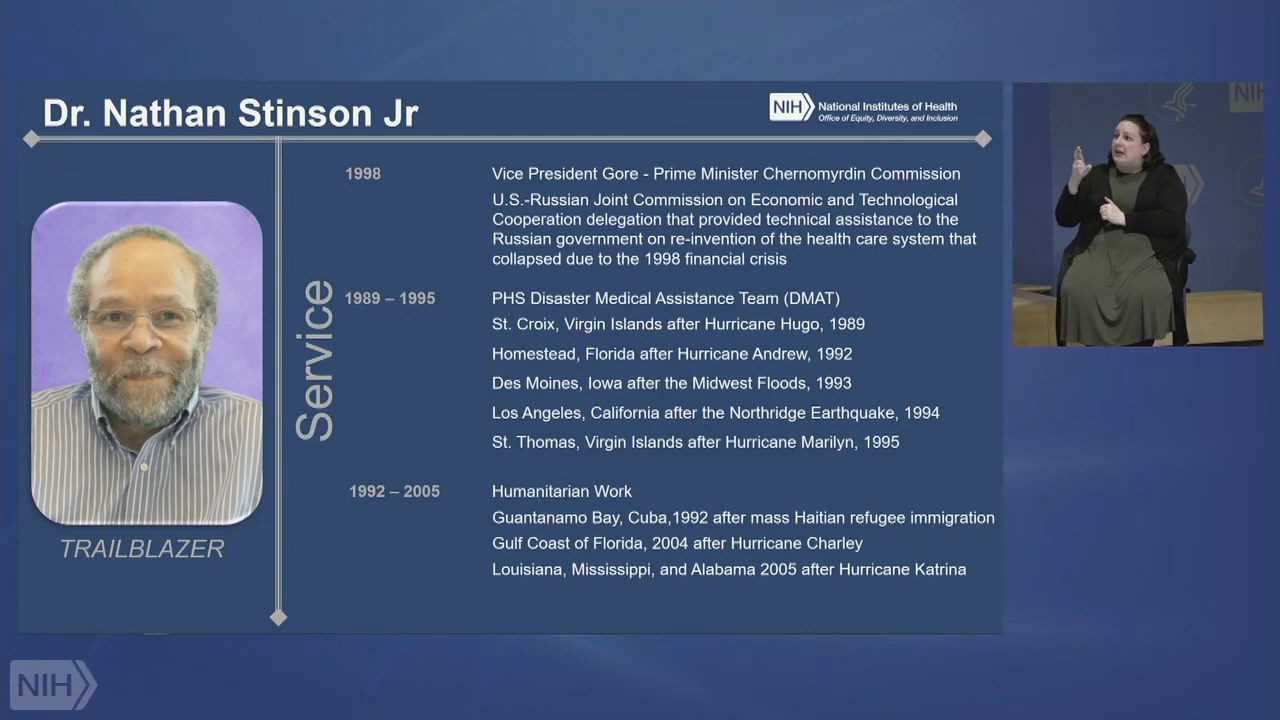 Dr. Nathan Stinson Jr
NIH
National Institutes of Health
Office of Equity, Diversity, and Inclusion
Service
1998
Vice President Gore - Prime Minister Chernomyrdin Commission
U.S.-Russian Joint Commission on Economic and Technological
Cooperation delegation that provided technical assistance to the
Russian government on re-invention of the health care system that
collapsed due to the 1998 financial crisis
1989 – 1995
PHS Disaster Medical Assistance Team (DMAT)
St. Croix, Virgin Islands after Hurricane Hugo, 1989
Homestead, Florida after Hurricane Andrew, 1992
Des Moines, Iowa after the Midwest Floods, 1993
Los Angeles, California after the Northridge Earthquake, 1994
St. Thomas, Virgin Islands after Hurricane Marilyn, 1995
1992 – 2005
Humanitarian Work
Guantanamo Bay, Cuba,1992 after mass Haitian refugee immigration
Gulf Coast of Florida, 2004 after Hurricane Charley
Louisiana, Mississippi, and Alabama 2005 after Hurricane Katrina
TRAILBLAZER
NIH
NIH